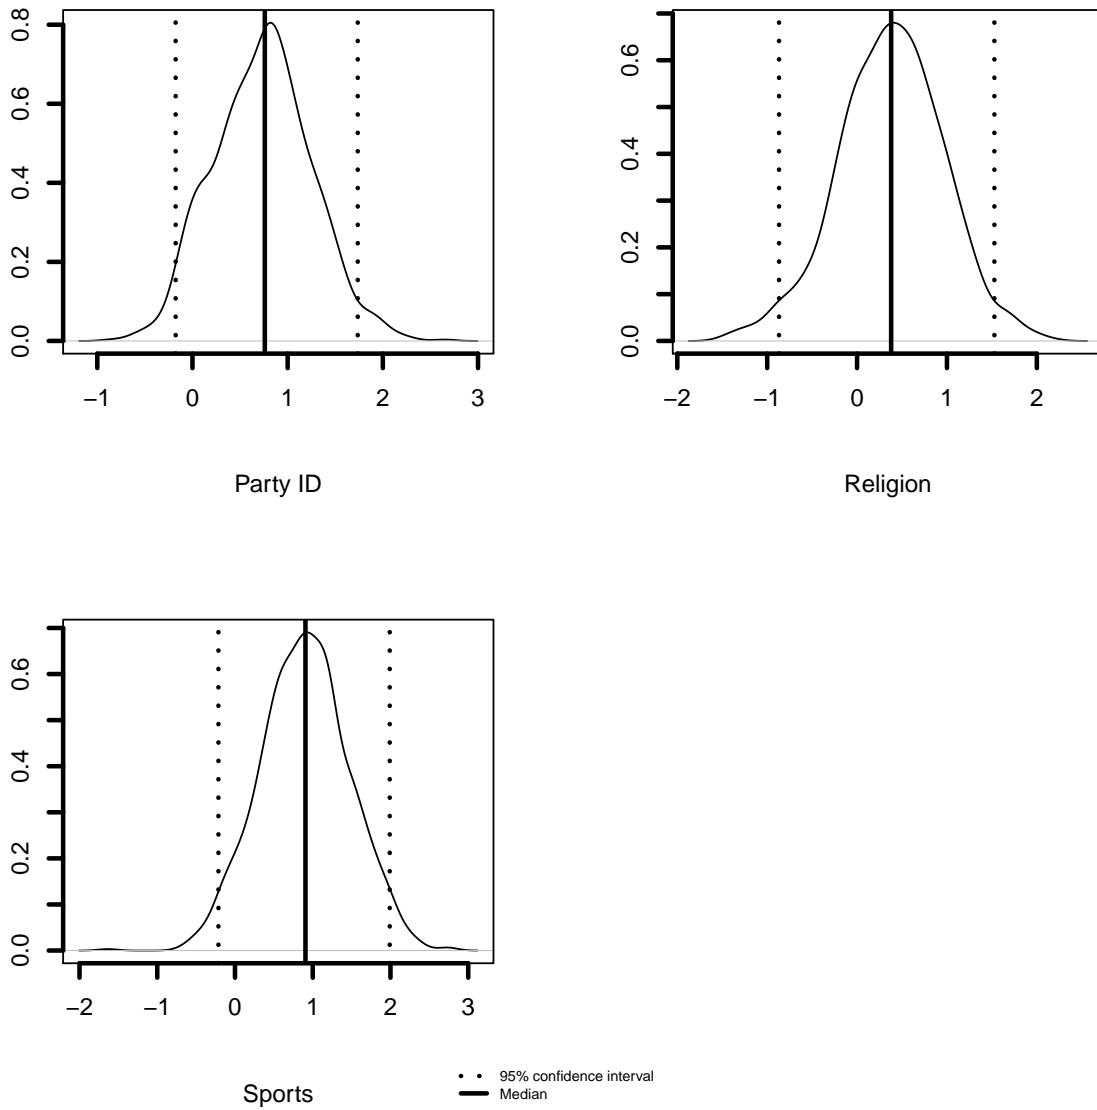 0.0 0.2 0.4 0.6 0.8
−1 0 1 2 3
Party ID
0.0 0.2 0.4 0.6
−2 −1 0 1 2
Religion
0.0 0.2 0.4 0.6
−2 −1 0 1 2 3
Sports
95% confidence interval
Median